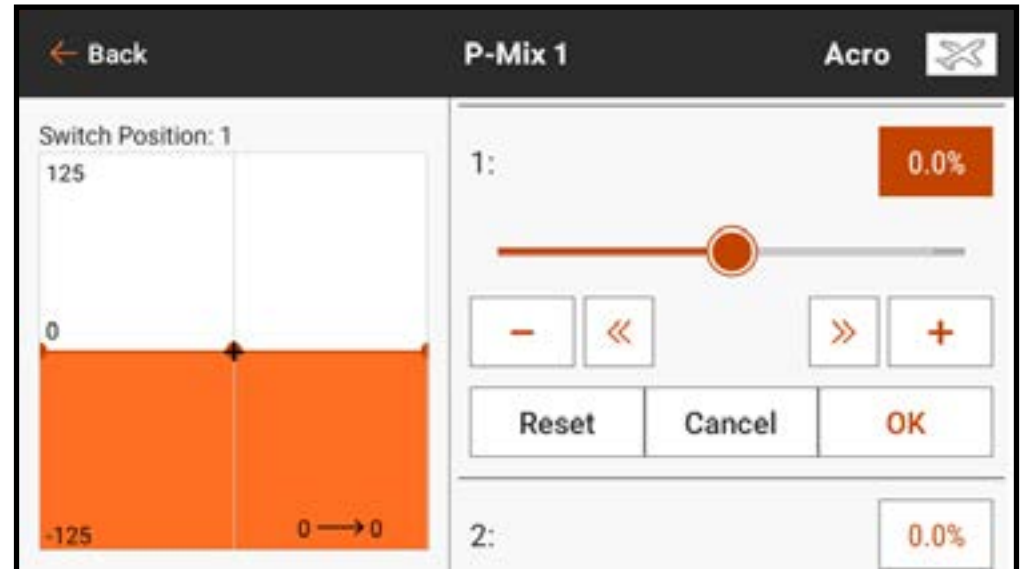 Back
P-Mix 1
Acro
Switch Position: 1
125
0
-125
0 → 0
1:
0.0%
− « » +
Reset
Cancel
OK
2:
0.0%